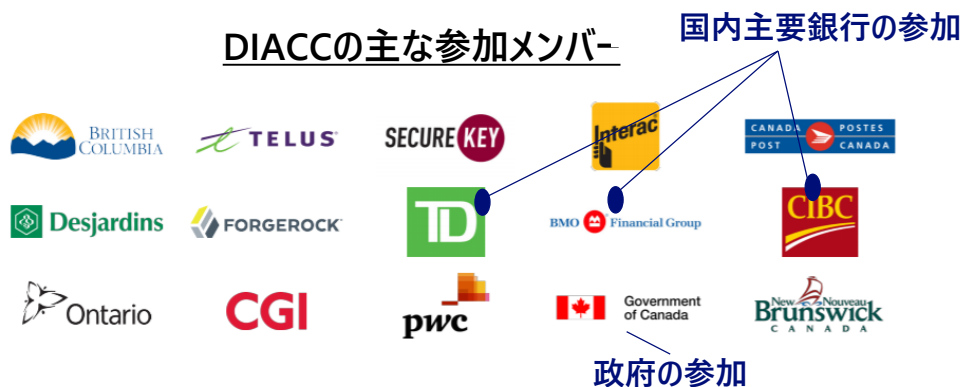 DIACCの主な参加メンバー
国内主要銀行の参加
BRITISH
COLUMBIA
TELUS
SECURE KEY
Interac
CANADA POSTES
POST CANADA
Desjardins
FORGEROCK
TD
BMO Financial Group
CIBC
Ontario
CGI
pwc
Government
of Canada
New Nouveau
Brunswick
CANADA
政府の参加